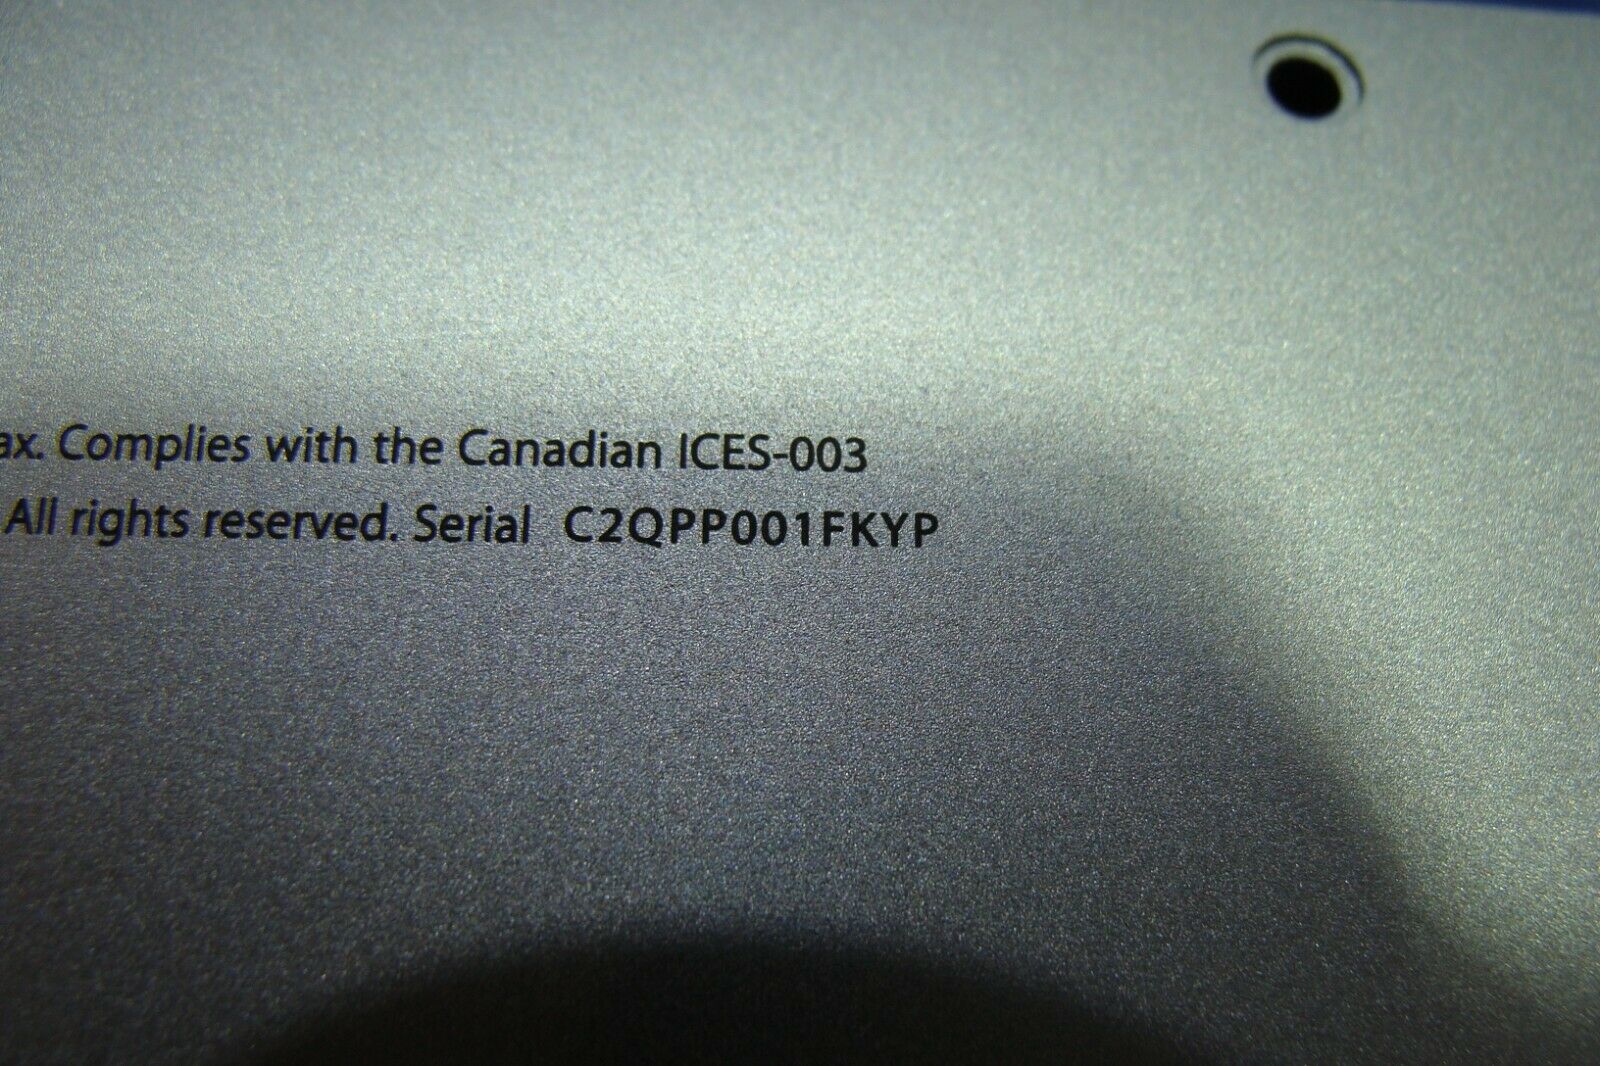 ax. Complies with the Canadian ICES-003
All rights reserved. Serial C2QPP001FKYP